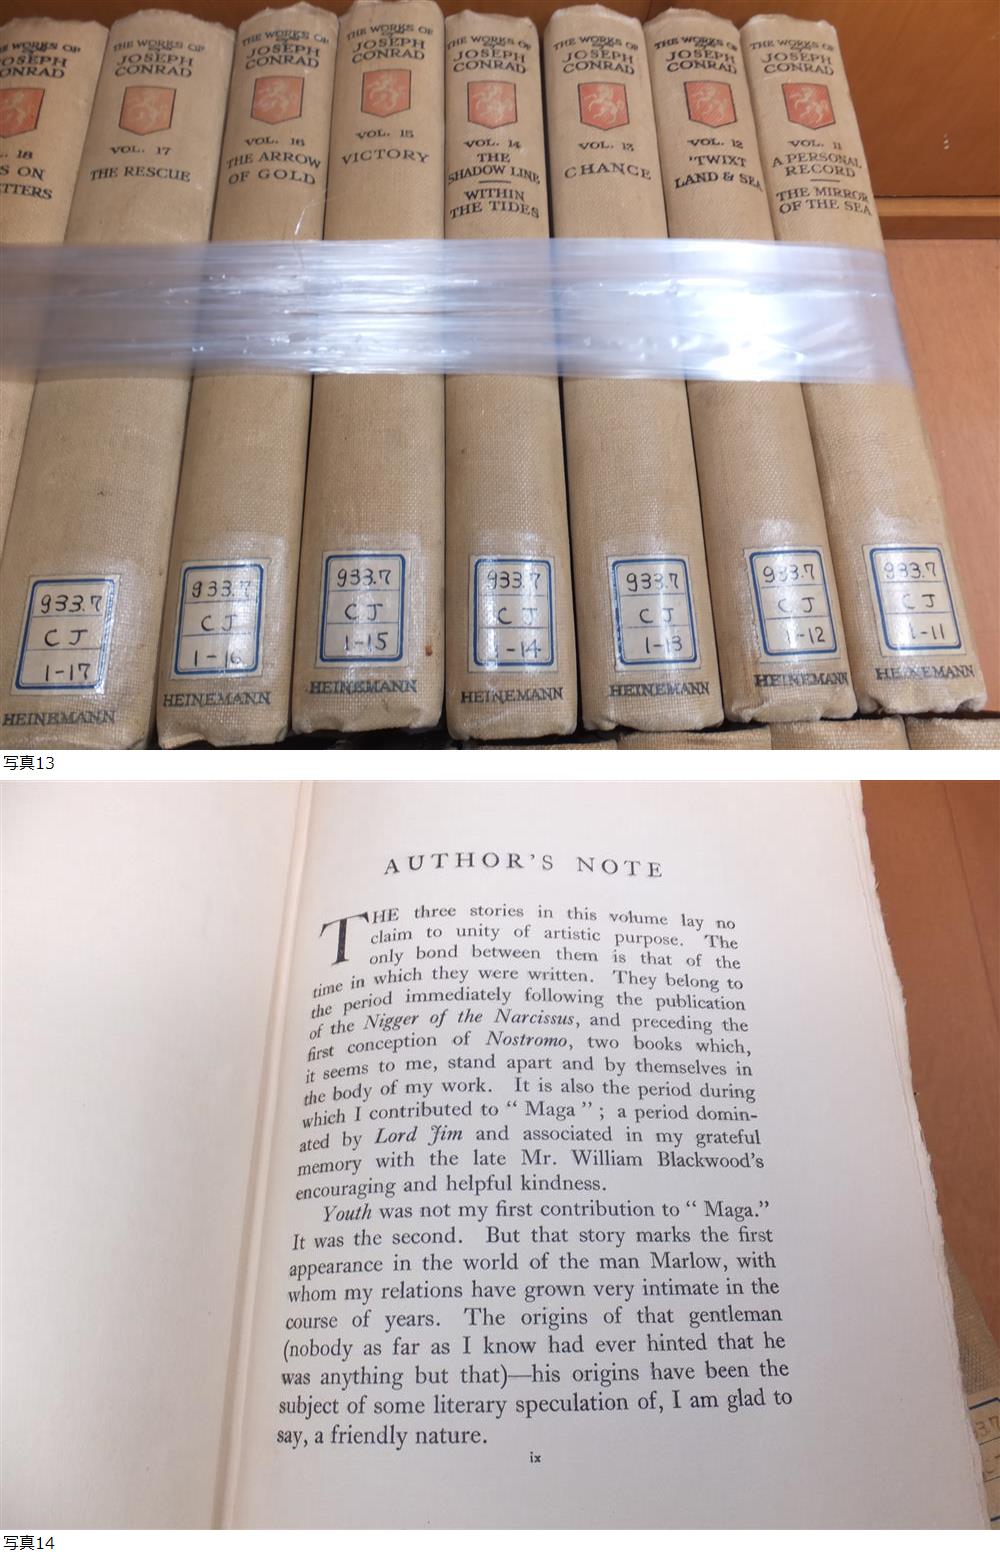 THE WORKS OF
JOSEPH
CONRAD
VOL. 17
THE RESCUE
933.7
CJ
1-17
HEINEMANN
THE WORKS OF
JOSEPH
CONRAD
VOL. 16
THE ARROW
OF GOLD
933.7
CJ
1-16
HEINEMANN
THE WORKS OF
JOSEPH
CONRAD
VOL. 15
VICTORY
933.7
CJ
1-15
HEINEMANN
THE WORKS OF
JOSEPH
CONRAD
VOL. 14
THE
SHADOW LINE
WITHIN
THE TIDES
933.7
CJ
1-14
HEINEMANN
THE WORKS OF
JOSEPH
CONRAD
VOL. 13
CHANCE
933.7
CJ
1-13
HEINEMANN
THE WORKS OF
JOSEPH
CONRAD
VOL. 12
'TWIXT
LAND & SEA
933.7
CJ
1-12
HEINEMANN
THE WORKS OF
JOSEPH
CONRAD
VOL. 11
A PERSONAL
RECORD
THE MIRROR
OF THE SEA
933.7
CJ
1-11
HEINEMANN
写真13
AUTHOR'S NOTE
THE three stories in this volume lay no
claim to unity of artistic purpose. The
only bond between them is that of the
time in which they were written. They belong to
the period immediately following the publication
of the Nigger of the Narcissus, and preceding the
first conception of Nostromo, two books which,
it seems to me, stand apart and by themselves in
the body of my work. It is also the period during
which I contributed to “ Maga ” ; a period domin-
ated by Lord Jim and associated in my grateful
memory with the late Mr. William Blackwood's
encouraging and helpful kindness.
Youth was not my first contribution to “ Maga.”
It was the second. But that story marks the first
appearance in the world of the man Marlow, with
whom my relations have grown very intimate in the
course of years. The origins of that gentleman
(nobody as far as I know had ever hinted that he
was anything but that)—his origins have been the
subject of some literary speculation of, I am glad to
say, a friendly nature.
ix
写真14